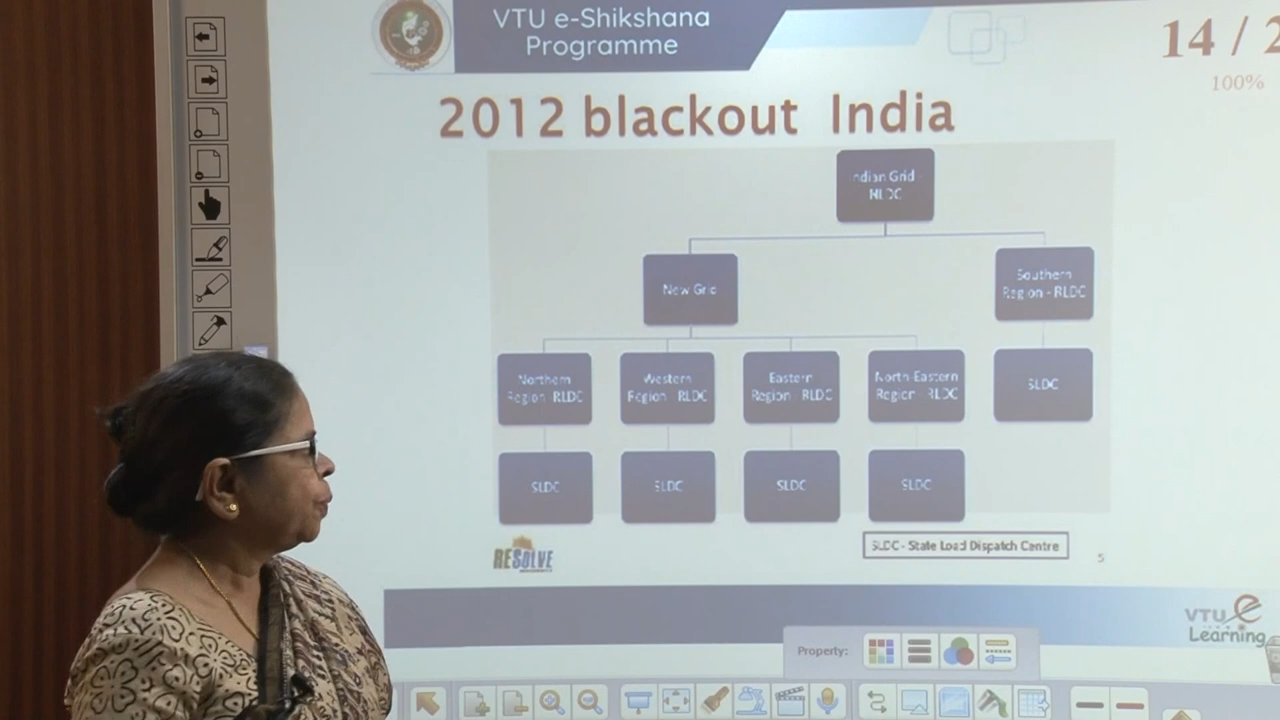 VTU e-Shikshana
Programme
14 / 2
100%
2012 blackout India
ndian Grid -
NLDC
New Grid
Southern
Region - RLDC
Northern
Region -RLDC
Western
Region - RLDC
Eastern
Region - RLDC
North-Eastern
Region - RLDC
SLDC
SLDC
SLDC
SLDC
SLDC
RESOLVE
SLDC - State Load Dispatch Centre
5
VTU e
Learning
Property: